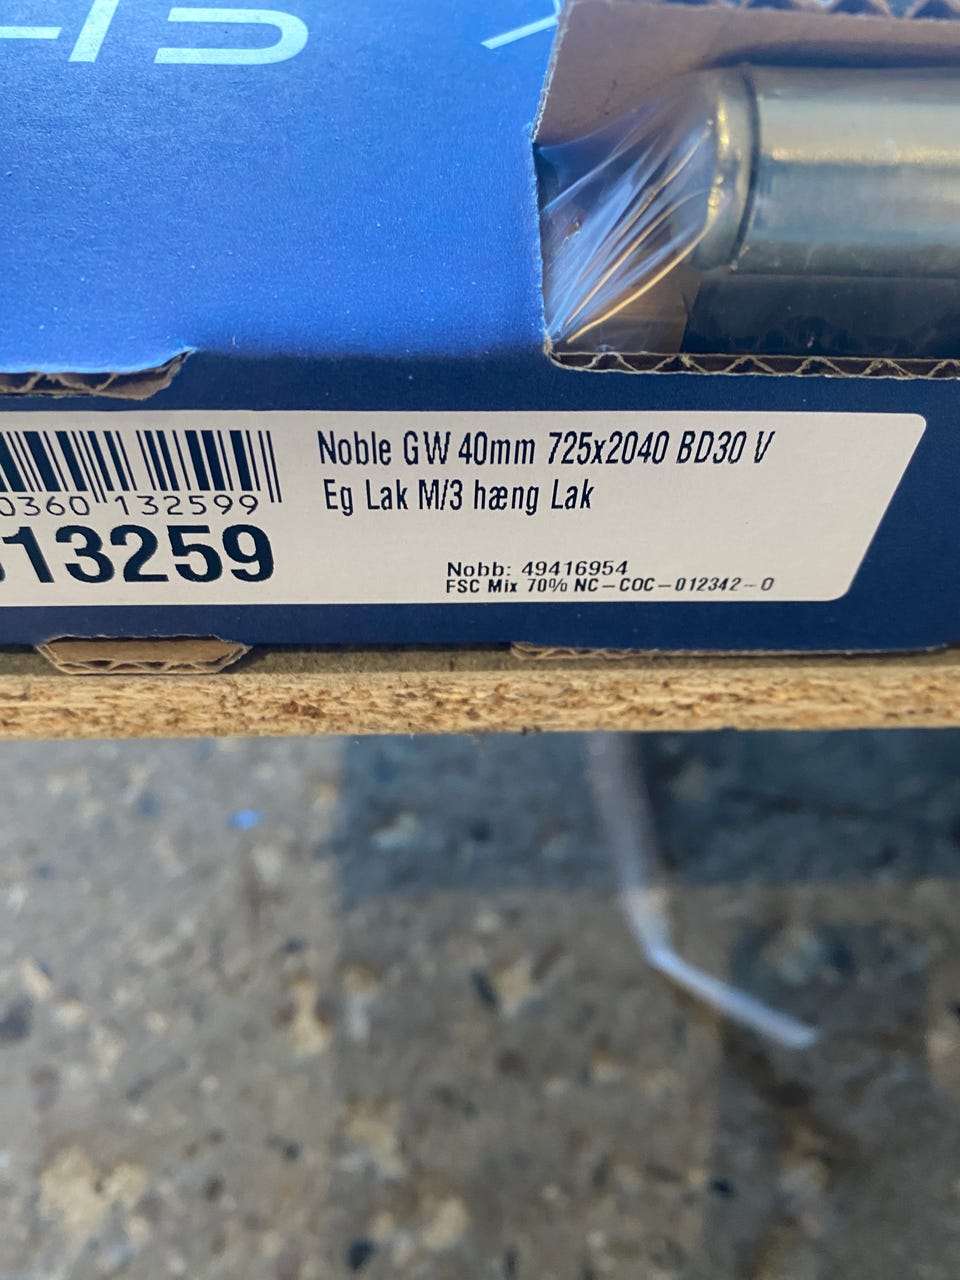 Noble GW 40mm 725x2040 BD30 V
Eg Lak M/3 hæng Lak
0360 132599
13259
Nobb: 49416954
FSC Mix 70% NC-COC-012342-0